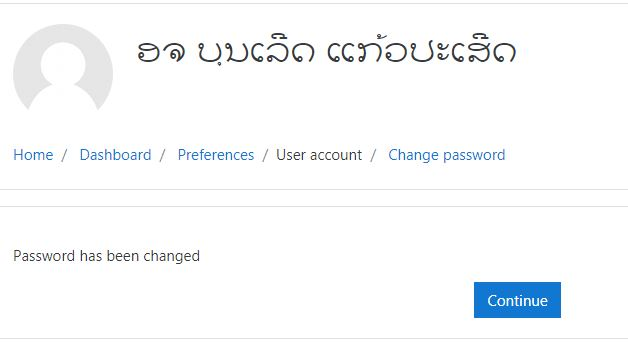 ອຈ ບຸນເລີດ ແກ້ວປະເສີດ
Home / Dashboard / Preferences / User account / Change password
Password has been changed
Continue